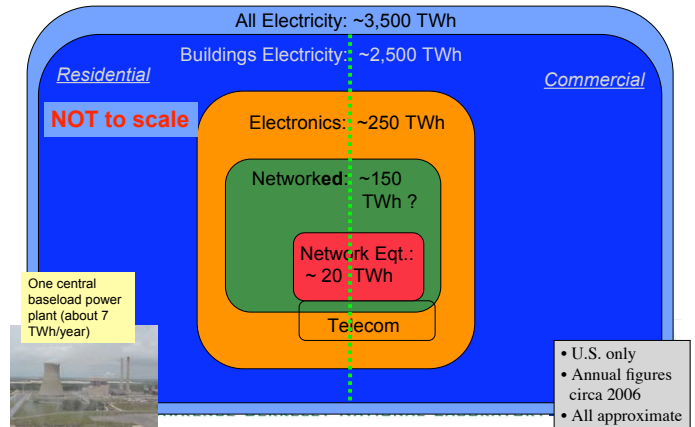 All Electricity: ~3,500 TWh
Buildings Electricity: ~2,500 TWh
Residential
Commercial
NOT to scale
Electronics: ~250 TWh
Networked: ~150
TWh ?
Network Eqt.:
~ 20 TWh
Telecom
One central
baseload power
plant (about 7
TWh/year)
• U.S. only
• Annual figures
circa 2006
• All approximate